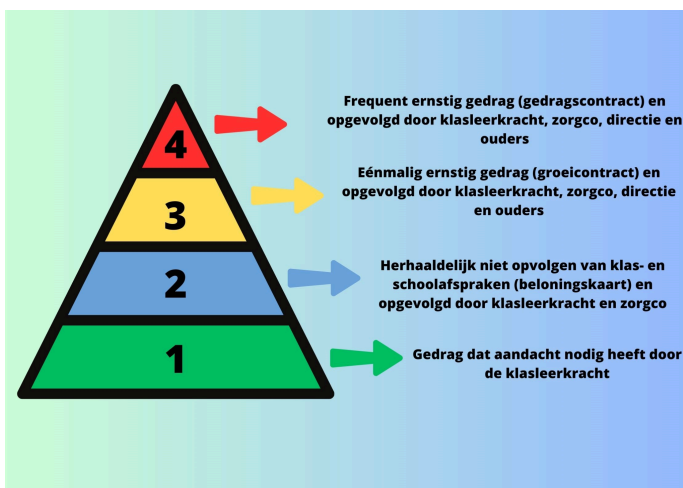 4
Frequent ernstig gedrag (gedragscontract) en
opgevolgd door klasleerkracht, zorgco, directie en
ouders
3
Eénmalig ernstig gedrag (groeicontract) en
opgevolgd door klasleerkracht, zorgco, directie
en ouders
2
Herhaaldelijk niet opvolgen van klas- en
schoolafspraken (beloningskaart) en
opgevolgd door klasleerkracht en zorgco
1
Gedrag dat aandacht nodig heeft door
de klasleerkracht